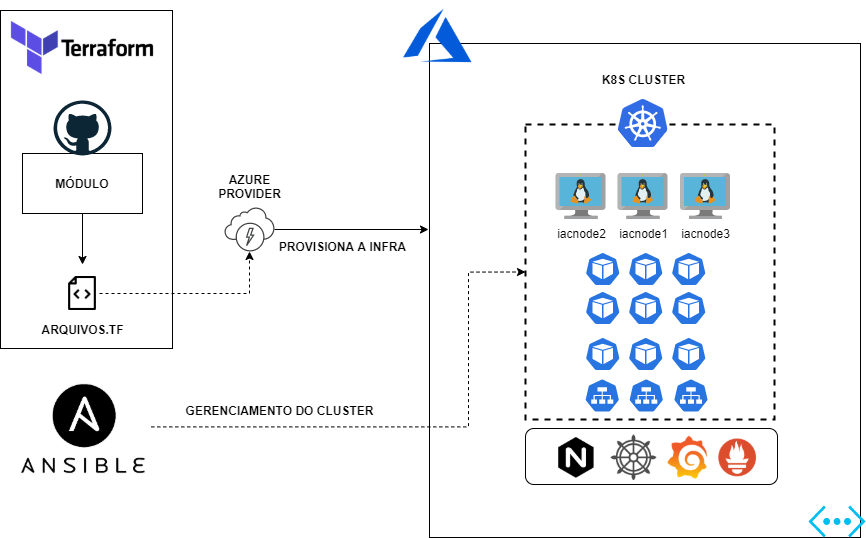 Terraform
MÓDULO
ARQUIVOS.TF
AZURE
PROVIDER
PROVISIONA A INFRA
K8S CLUSTER
iacnode2
iacnode1
iacnode3
GERENCIAMENTO DO CLUSTER
A
ANSIBLE
N